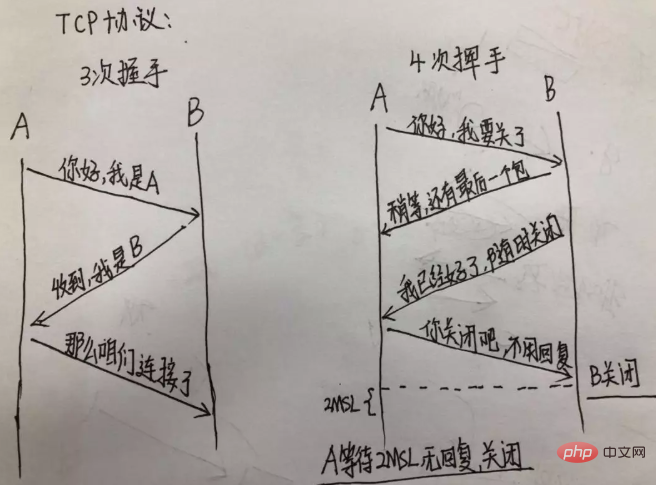 TCP协议:
3次握手
A
B
你好,我是A
收到,我是B
那么咱们连接了
4次挥手
A
B
你好,我要关了
稍等,还有最后一个包
我已经好了,随时关闭
你关闭吧,不用回复
B关闭
2MSL
A等待2MSL,无回复,关闭
php 中文网